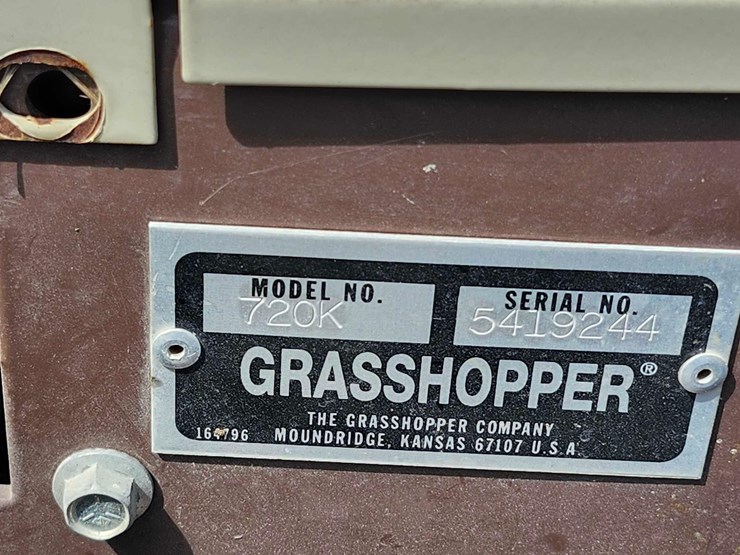 MODEL NO. SERIAL NO.
720K 5419244
GRASSHOPPER®
THE GRASSHOPPER COMPANY
164796 MOUNDRIDGE, KANSAS 67107 U.S.A.